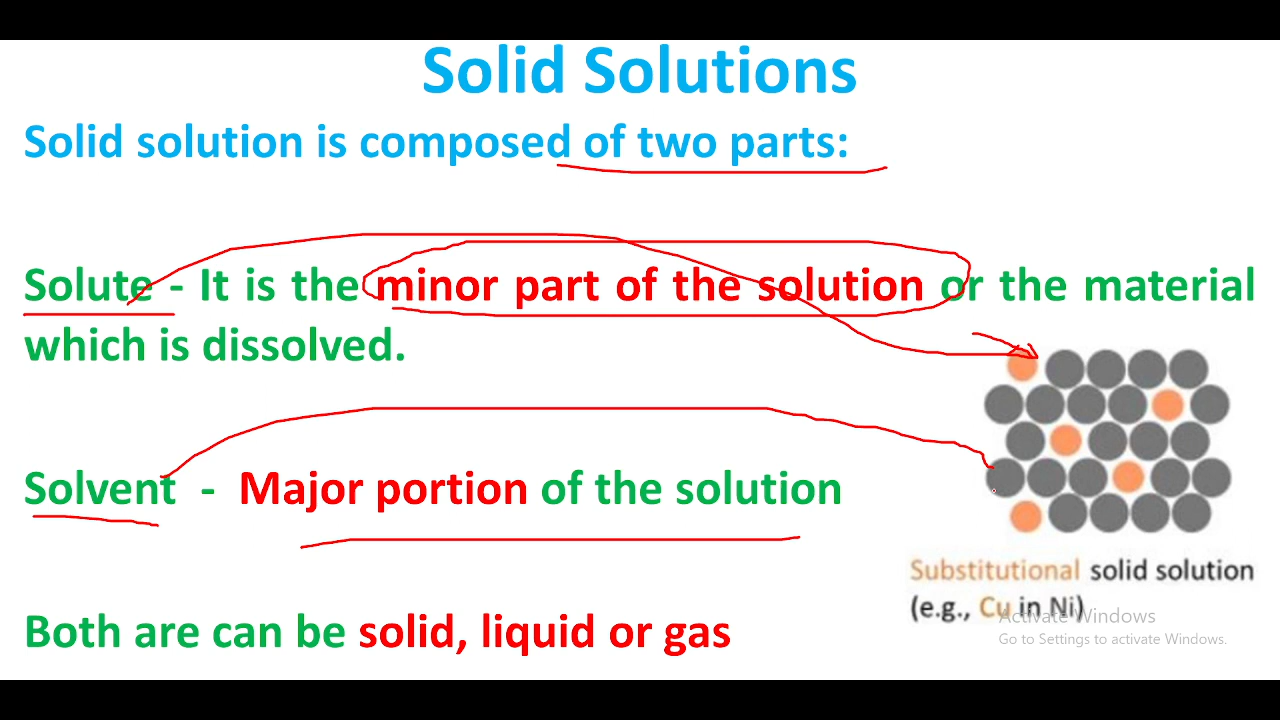 Solid Solutions
Solid solution is composed of two parts:
Solute - It is the minor part of the solution or the material
which is dissolved.
Solvent - Major portion of the solution
Both are can be solid, liquid or gas
Substitutional solid solution
(e.g., Cu in Ni)
Activate Windows
Go to Settings to activate Windows.